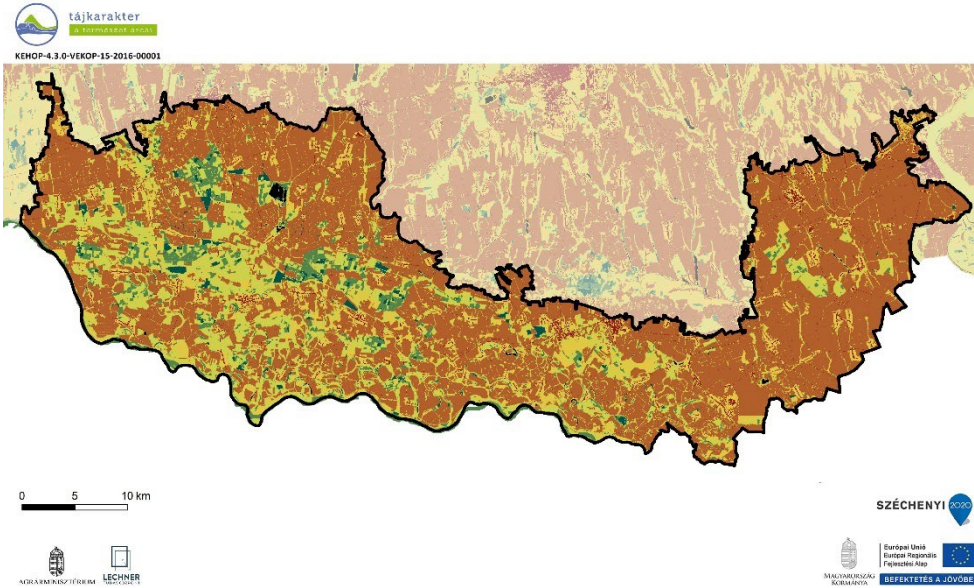 tájkarakter
a természet arcai
KEHOP-4.3.0-VEKOP-15-2016-00001
0 5 10 km
SZÉCHENYI 2020
AGRÁRMINISZTÉRIUM
LECHNER
MAGYARORSZÁG
KORMÁNYA
Európai Unió
Európai Regionális
Fejlesztési Alap
BEFEKTETÉS A JÖVŐBE